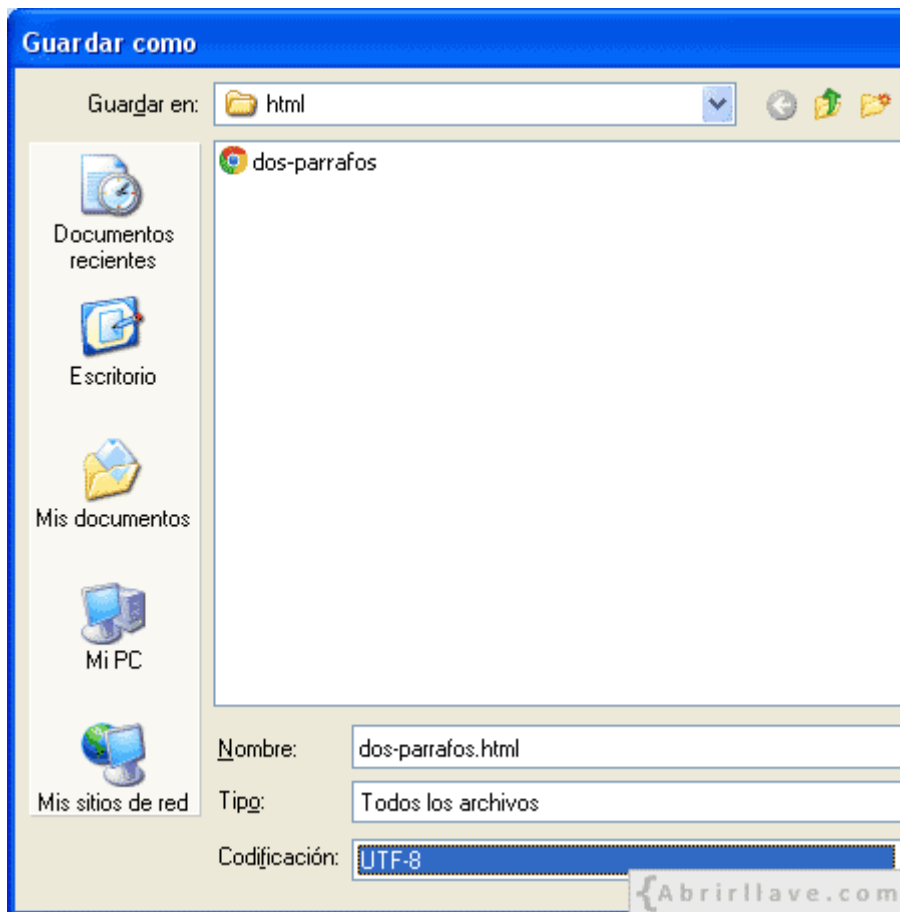 Guardar como
Guardar en:
html
dos-parrafos
Documentos
recientes
Escritorio
Mis documentos
Mi PC
Mis sitios de red
Nombre:
dos-parrafos.html
Tipo:
Todos los archivos
Codificación:
UTF-8
{Abrirllave.com